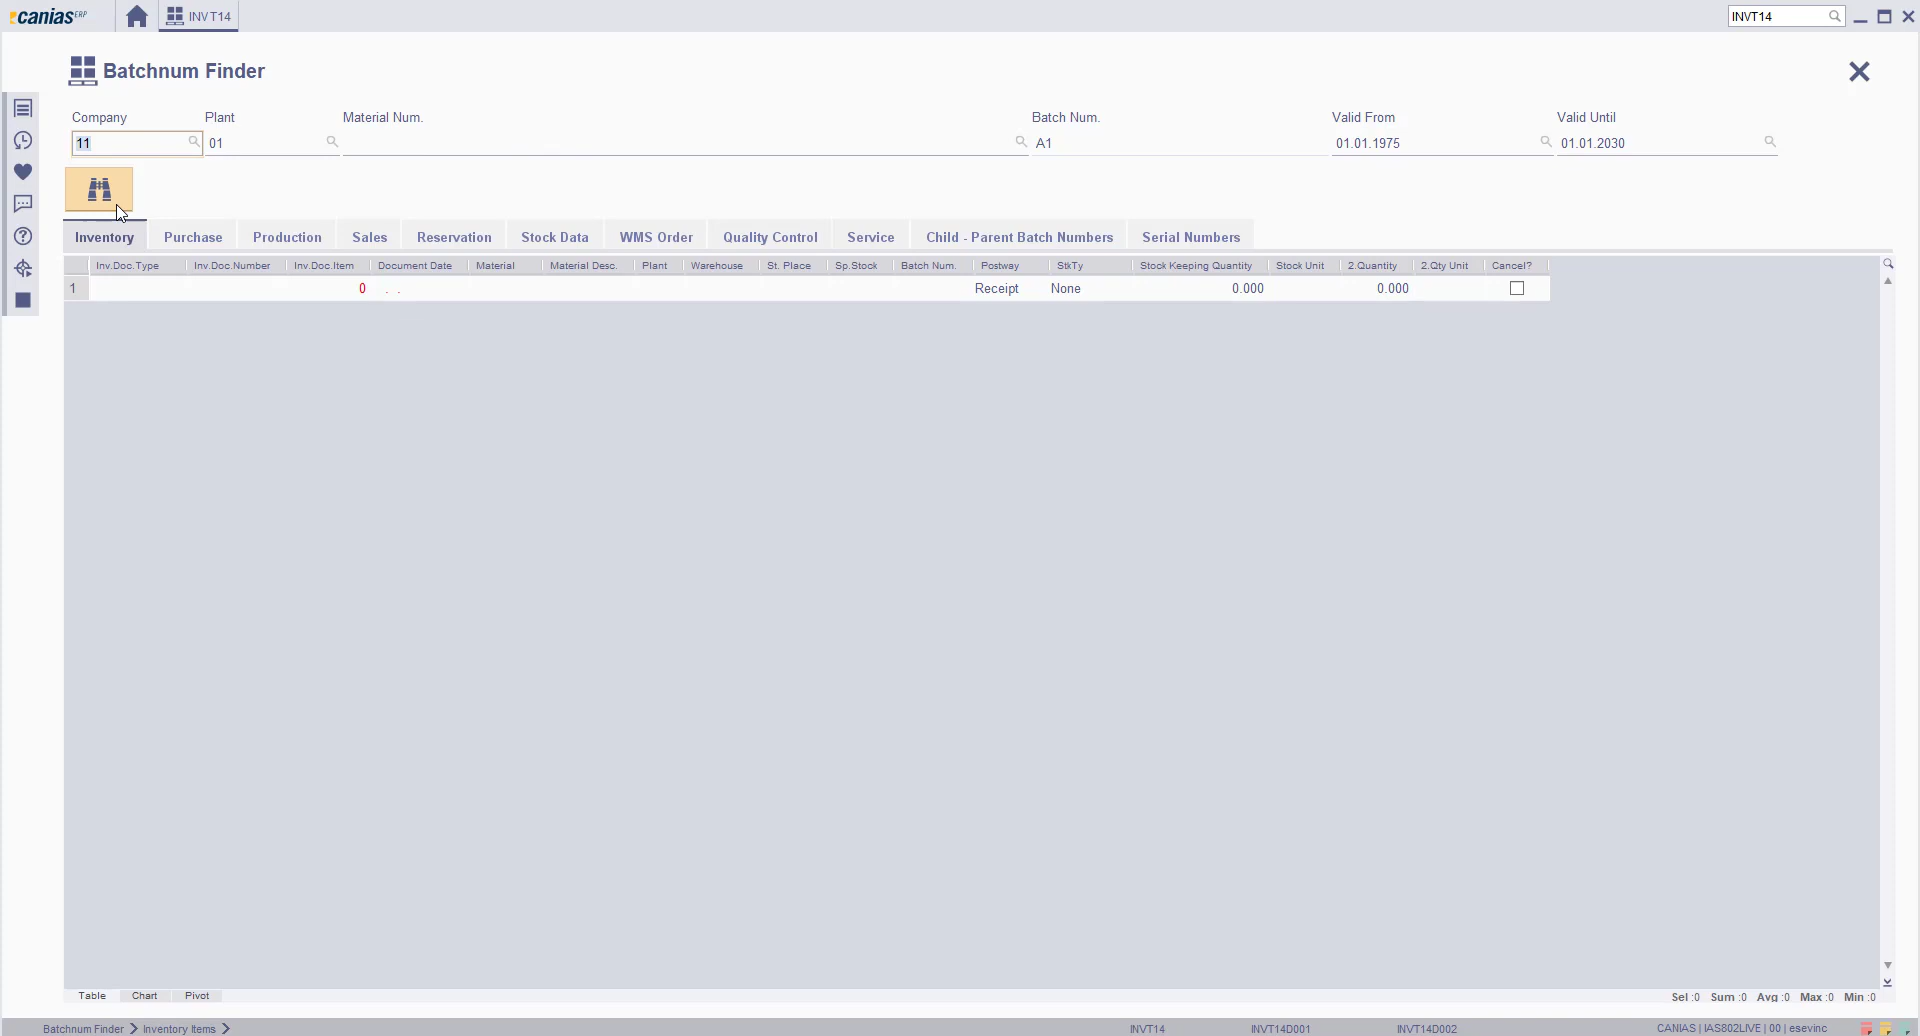 caniasERP INVT14 INVT14
Batchnum Finder
Company Plant Material Num. Batch Num. Valid From Valid Until
11 01 A1 01.01.1975 01.01.2030
Inventory Purchase Production Sales Reservation Stock Data WMS Order Quality Control Service Child - Parent Batch Numbers Serial Numbers
Inv.Doc.Type Inv.Doc.Number Inv.Doc.Item Document Date Material Material Desc. Plant Warehouse St. Place Sp.Stock Batch Num. Postway StkTy Stock Keeping Quantity Stock Unit 2.Quantity 2.Qty Unit Cancel?
1 0 . . Receipt None 0.000 0.000
Table Chart Pivot Sel :0 Sum :0 Avg :0 Max :0 Min :0
Batchnum Finder Inventory Items INVT14 INVT14D001 INVT14D002 CANIAS | IAS802LIVE | 00 | esevinc